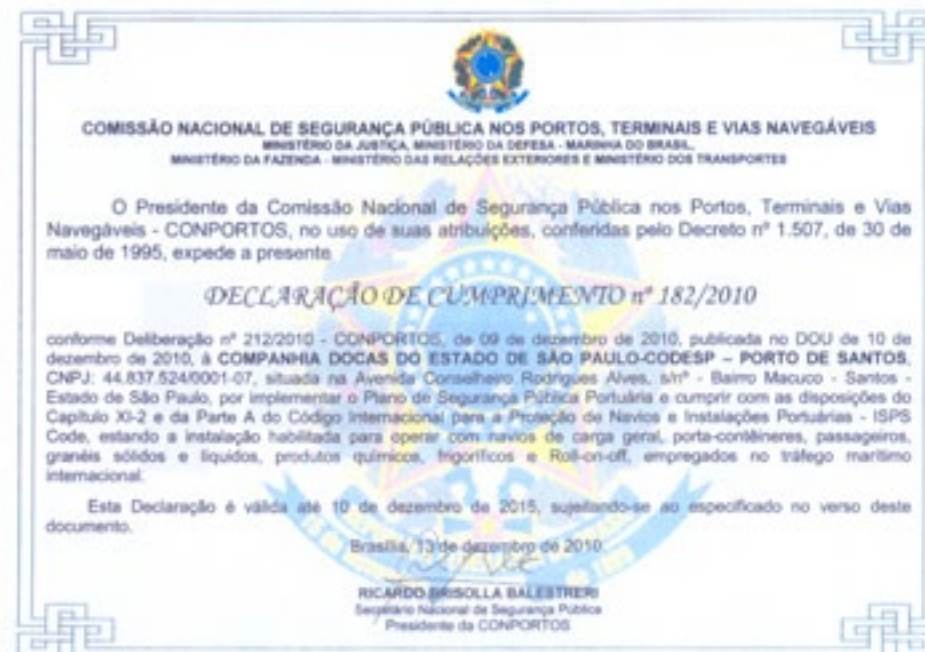 COMISSÃO NACIONAL DE SEGURANÇA PÚBLICA NOS PORTOS, TERMINAIS E VIAS NAVEGÁVEIS
MINISTÉRIO DA JUSTIÇA, MINISTÉRIO DA DEFESA - MARINHA DO BRASIL,
MINISTÉRIO DA FAZENDA - MINISTÉRIO DAS RELAÇÕES EXTERIORES E MINISTÉRIO DOS TRANSPORTES
O Presidente da Comissão Nacional de Segurança Pública nos Portos, Terminais e Vias
Navegáveis - CONPORTOS, no uso de suas atribuições, conferidas pelo Decreto nº 1.507, de 30 de
maio de 1995, expede a presente
DECLARAÇÃO DE CUMPRIMENTO nº 182/2010
conforme Deliberação nº 212/2010 - CONPORTOS, de 09 de dezembro de 2010, publicada no DOU de 10 de
dezembro de 2010, à COMPANHIA DOCAS DO ESTADO DE SÃO PAULO-CODESP – PORTO DE SANTOS,
CNPJ: 44.837.524/0001-07, situada na Avenida Conselheiro Rodrigues Alves, s/nº - Bairro Macuco - Santos -
Estado de São Paulo, por implementar o Plano de Segurança Pública Portuária e cumprir com as disposições do
Capítulo XI-2 e da Parte A do Código Internacional para a Proteção de Navios e Instalações Portuárias - ISPS
Code, estando a instalação habilitada para operar com navios de carga geral, porta-contêineres, passageiros,
granéis sólidos e líquidos, produtos químicos, frigoríficos e Roll-on-off, empregados no tráfego marítimo
internacional.
Esta Declaração é válida até 10 de dezembro de 2015, sujeitando-se ao especificado no verso deste
documento.
Brasília, 13 de dezembro de 2010.
RICARDO BRISOLLA BALESTRERI
Secretário Nacional de Segurança Pública
Presidente da CONPORTOS